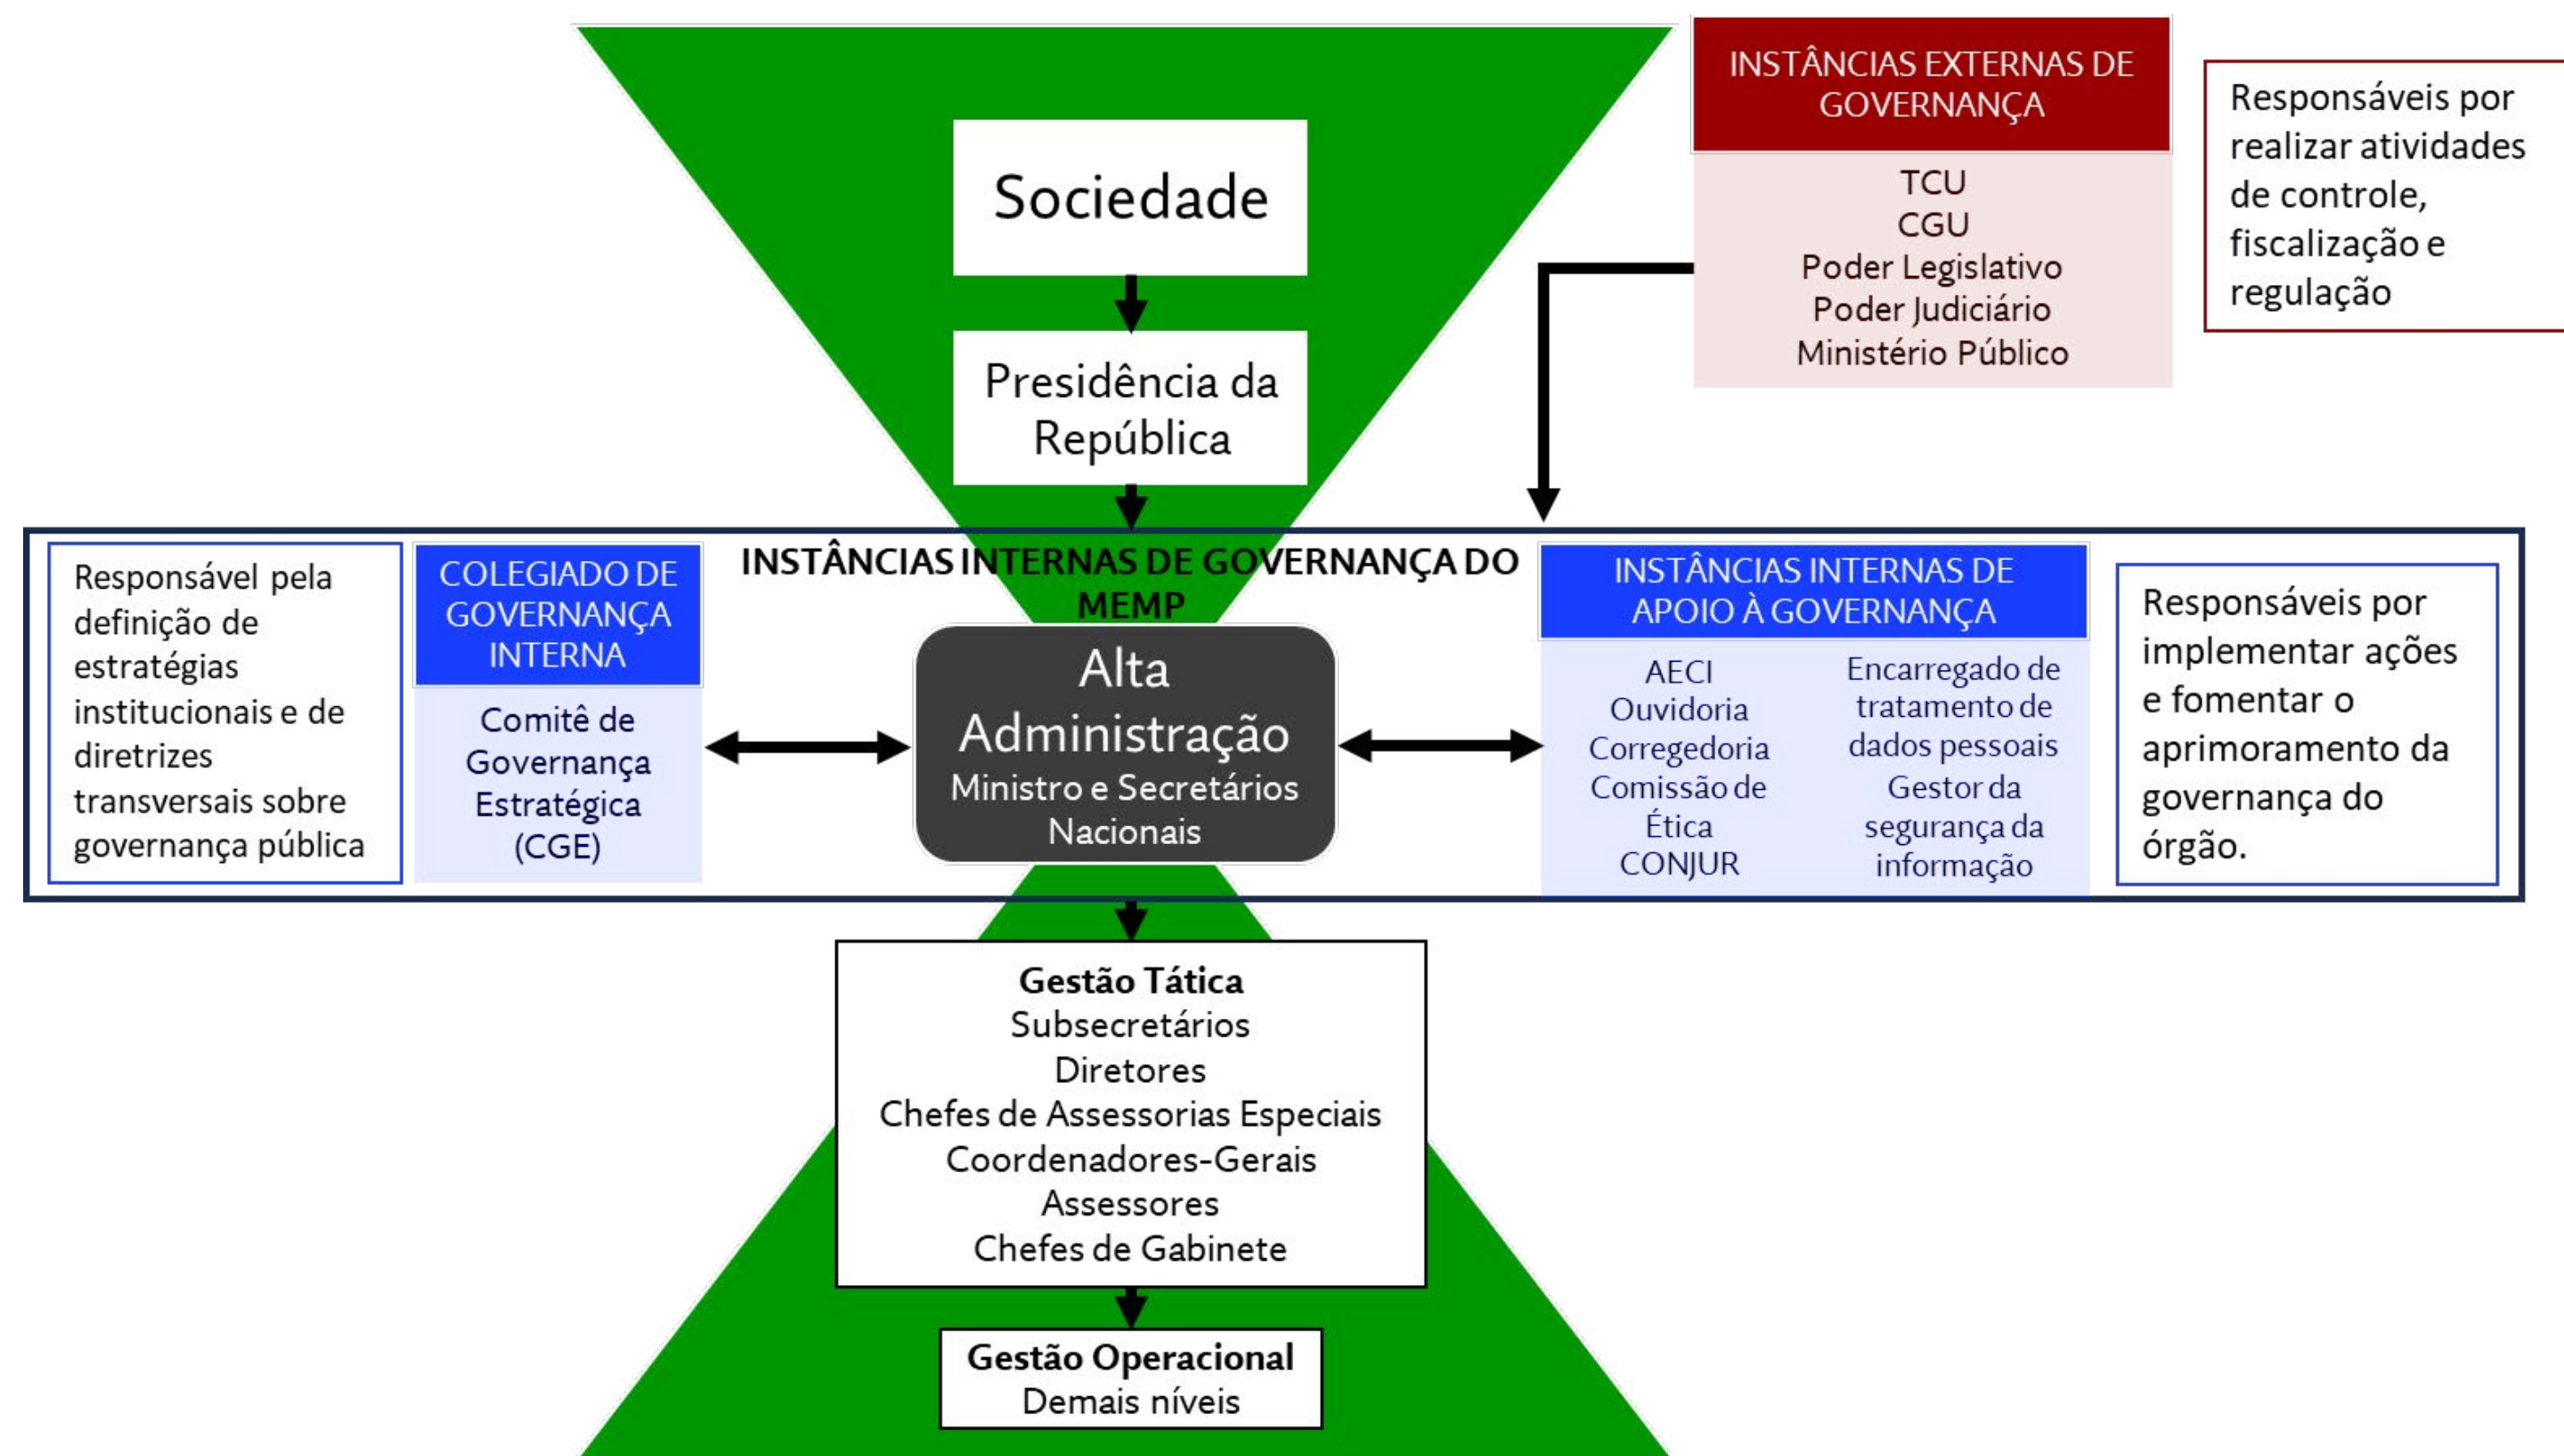 Sociedade
Presidência da
República
INSTÂNCIAS EXTERNAS DE
GOVERNANÇA
TCU
CGU
Poder Legislativo
Poder Judiciário
Ministério Público
Responsáveis por
realizar atividades
de controle,
fiscalização e
regulação
INSTÂNCIAS INTERNAS DE GOVERNANÇA DO
MEMP
Responsável pela
definição de
estratégias
institucionais e de
diretrizes
transversais sobre
governança pública
COLEGIADO DE
GOVERNANÇA
INTERNA
Comitê de
Governança
Estratégica
(CGE)
Alta
Administração
Ministro e Secretários
Nacionais
INSTÂNCIAS INTERNAS DE
APOIO À GOVERNANÇA
AECI
Ouvidoria
Corregedoria
Comissão de
Ética
CONJUR
Encarregado de
tratamento de
dados pessoais
Gestor da
segurança da
informação
Responsáveis por
implementar ações
e fomentar o
aprimoramento da
governança do
órgão.
Gestão Tática
Subsecretários
Diretores
Chefes de Assessorias Especiais
Coordenadores-Gerais
Assessores
Chefes de Gabinete
Gestão Operacional
Demais níveis